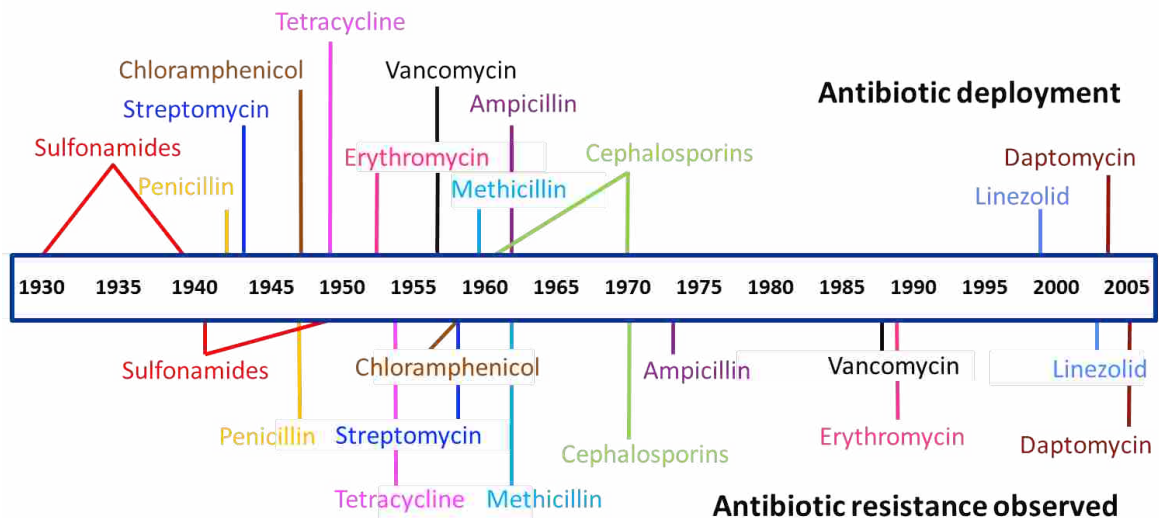 Tetracycline
Chloramphenicol
Vancomycin
Antibiotic deployment
Streptomycin
Ampicillin
Sulfonamides
Erythromycin
Cephalosporins
Daptomycin
Penicillin
Methicillin
Linezolid
1930 1935 1940 1945 1950 1955 1960 1965 1970 1975 1980 1985 1990 1995 2000 2005
Sulfonamides
Chloramphenicol
Ampicillin
Vancomycin
Linezolid
Penicillin
Streptomycin
Erythromycin
Daptomycin
Cephalosporins
Tetracycline
Methicillin
Antibiotic resistance observed